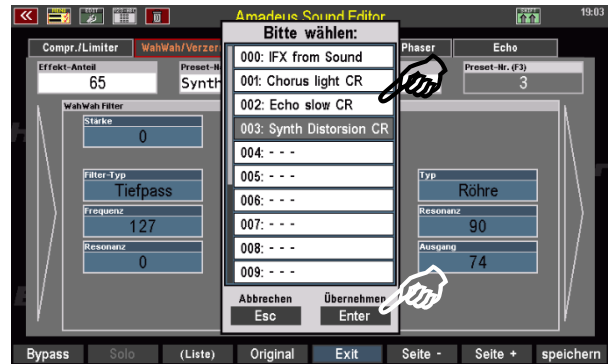 MENU
EDIT
Amadeus Sound Editor
SHIFT
19:03
Bitte wählen:
Compr./Limiter WahWah/Verzer Phaser Echo
Effekt-Anteil
65
Synth
Preset-Nr. (F3)
3
WahWah Filter
Stärke
0
Filter-Typ
Tiefpass
Frequenz
127
Resonanz
0
000: IFX from Sound
001: Chorus light CR
002: Echo slow CR
003: Synth Distorsion CR
004: - - -
005: - - -
006: - - -
007: - - -
008: - - -
009: - - -
Abbrechen Übernehmen
Esc Enter
Typ
Röhre
Resonanz
90
Ausgang
74
Bypass Solo (Liste) Original Exit Seite - Seite + speichern